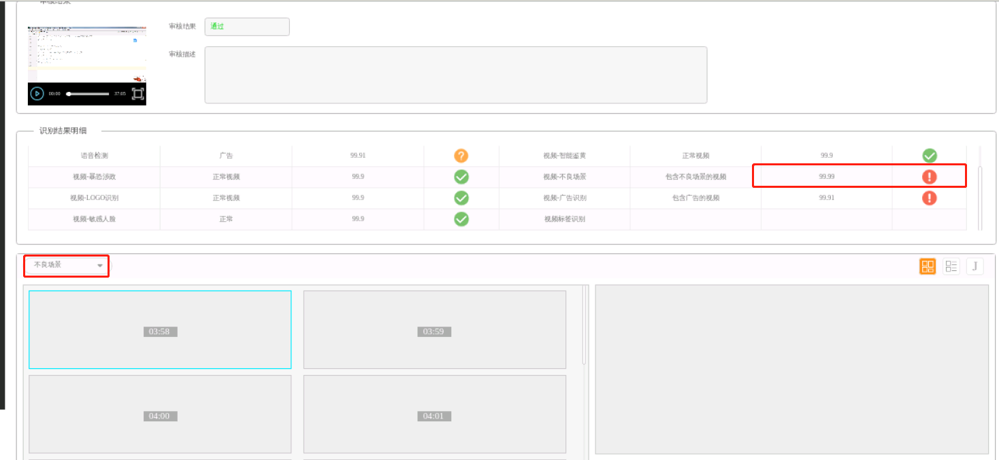 审核结果
审核结果 通过
审核描述
00:00 37:05
识别结果明细
语音检测 广告 99.91 ? 视频-智能鉴黄 正常视频 99.9
视频-暴恐涉政 正常视频 99.9 视频-不良场景 包含不良场景的视频 99.99 !
视频-LOGO识别 正常视频 99.9 视频-广告识别 包含广告的视频 99.91 !
视频-敏感人脸 正常 99.9 视频标签识别
不良场景 J
03:58 03:59
04:00 04:01